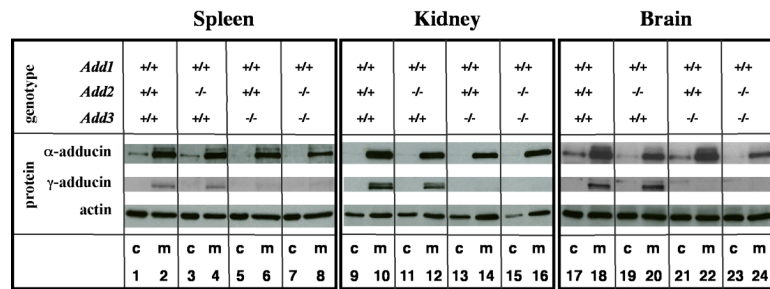 Spleen Kidney Brain
genotype
Add1 +/+ +/+ +/+ +/+ +/+ +/+ +/+ +/+ +/+ +/+ +/+ +/+
Add2 +/+ -/- +/+ -/- +/+ -/- +/+ -/- +/+ -/- +/+ -/-
Add3 +/+ +/+ -/- -/- +/+ +/+ -/- -/- +/+ +/+ -/- -/-
protein
α-adducin
γ-adducin
actin
c m c m c m c m c m c m c m c m c m c m c m c m
1 2 3 4 5 6 7 8 9 10 11 12 13 14 15 16 17 18 19 20 21 22 23 24